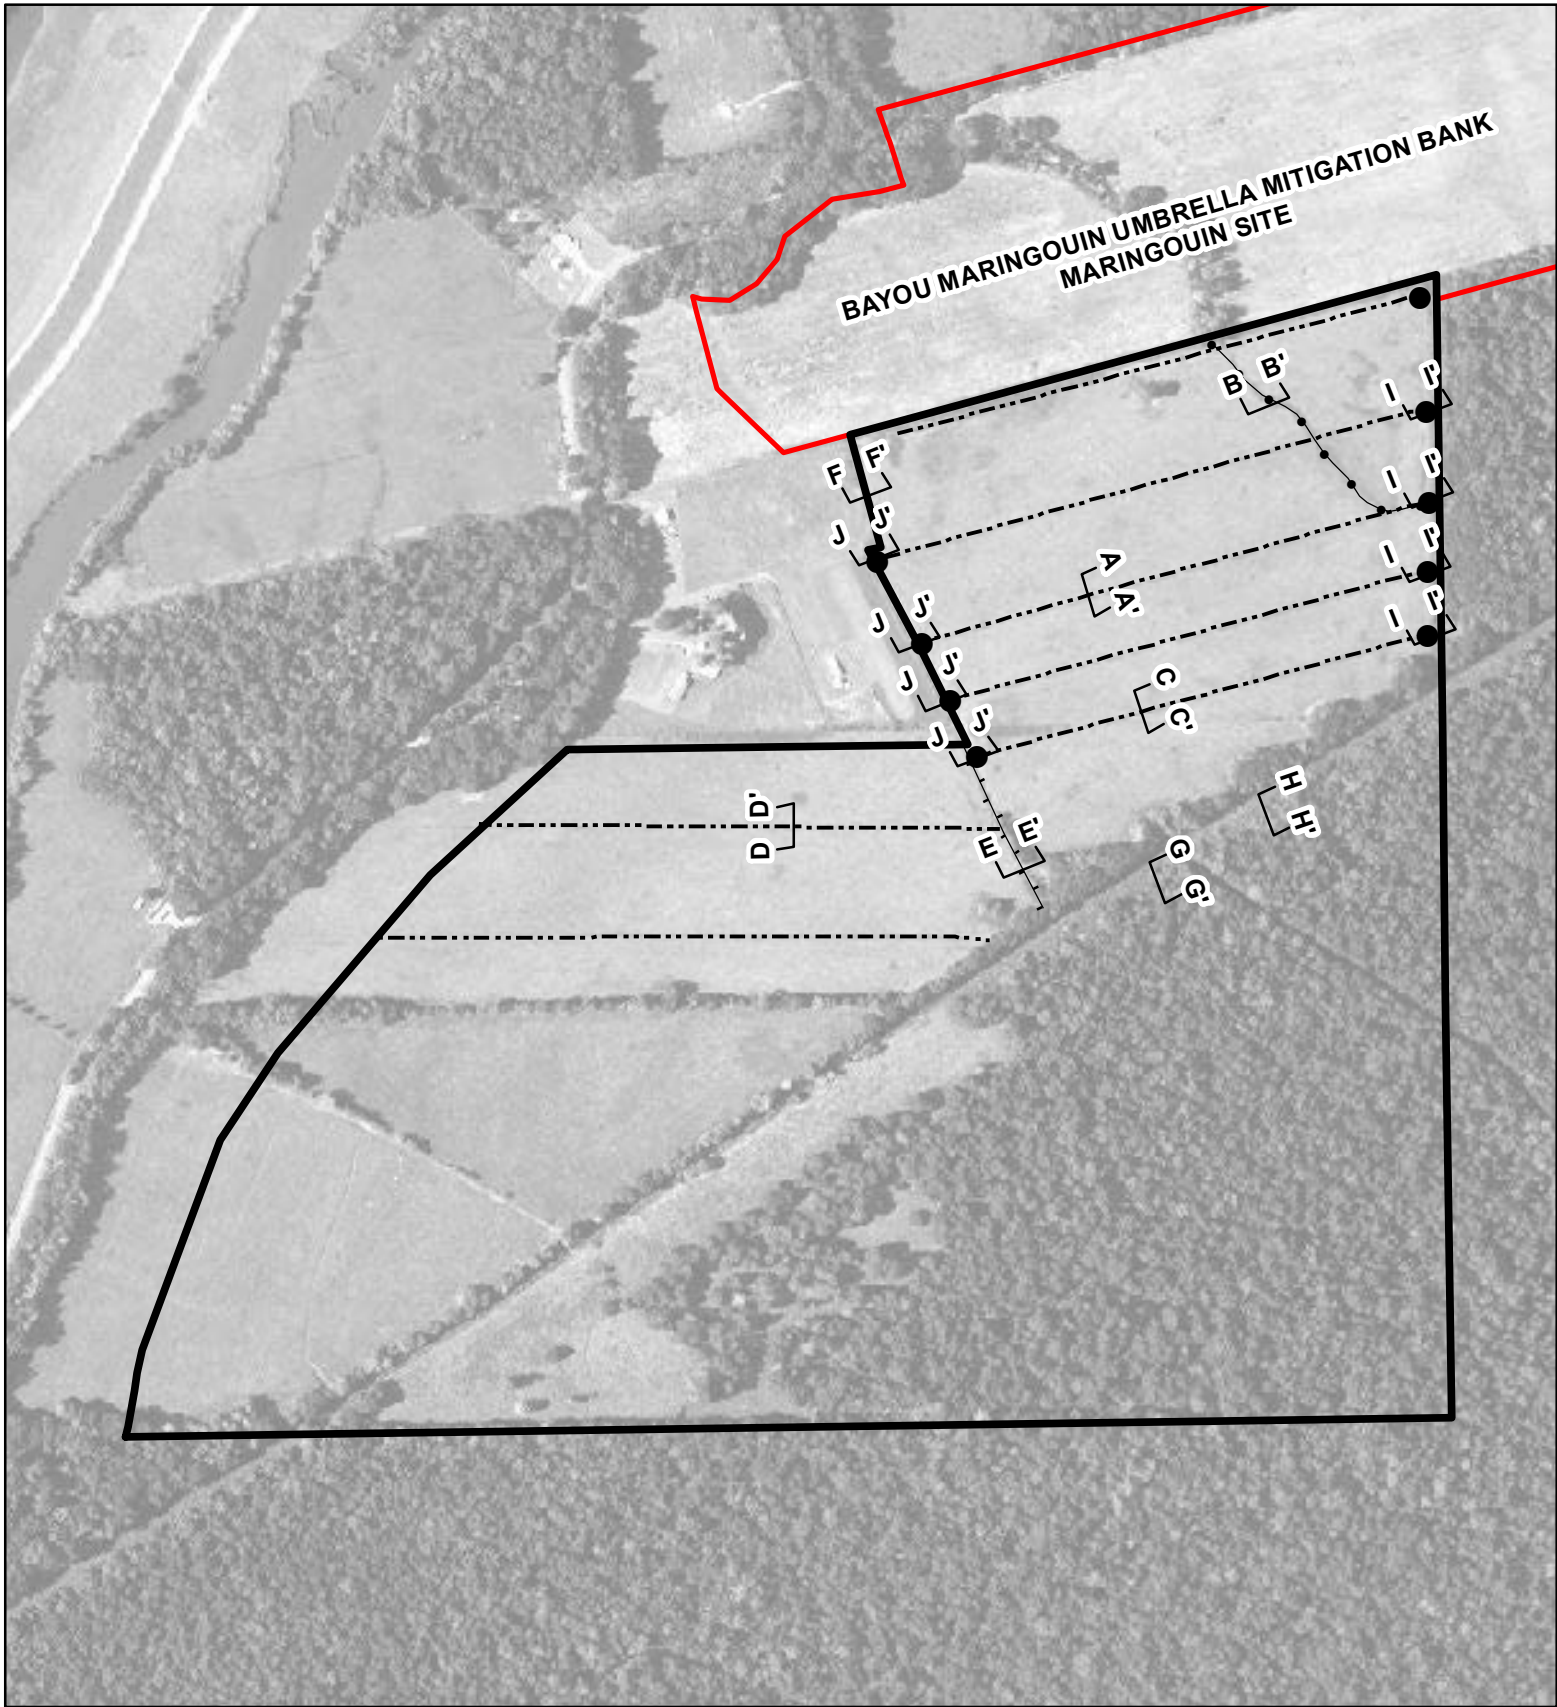 BAYOU MARINGOUIN UMBRELLA MITIGATION BANK
MARINGOUIN SITE
B B'
I I'
F F'
I I'
J J'
I I'
A A'
J J'
I I'
J J'
C C'
J J'
H H'
D' D
E E'
G G'